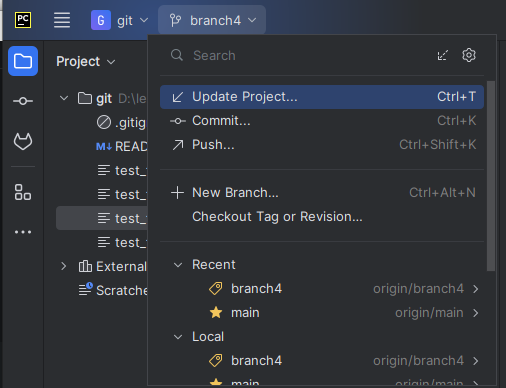 PC G git branch4
Project
Search
git D:\le
Update Project... Ctrl+T
.gitig
Commit... Ctrl+K
M↓ READ
Push... Ctrl+Shift+K
test_
test_
New Branch... Ctrl+Alt+N
test_
Checkout Tag or Revision...
test_
External
Recent
Scratche
branch4 origin/branch4
main origin/main
Local
branch4 origin/branch4
main origin/main